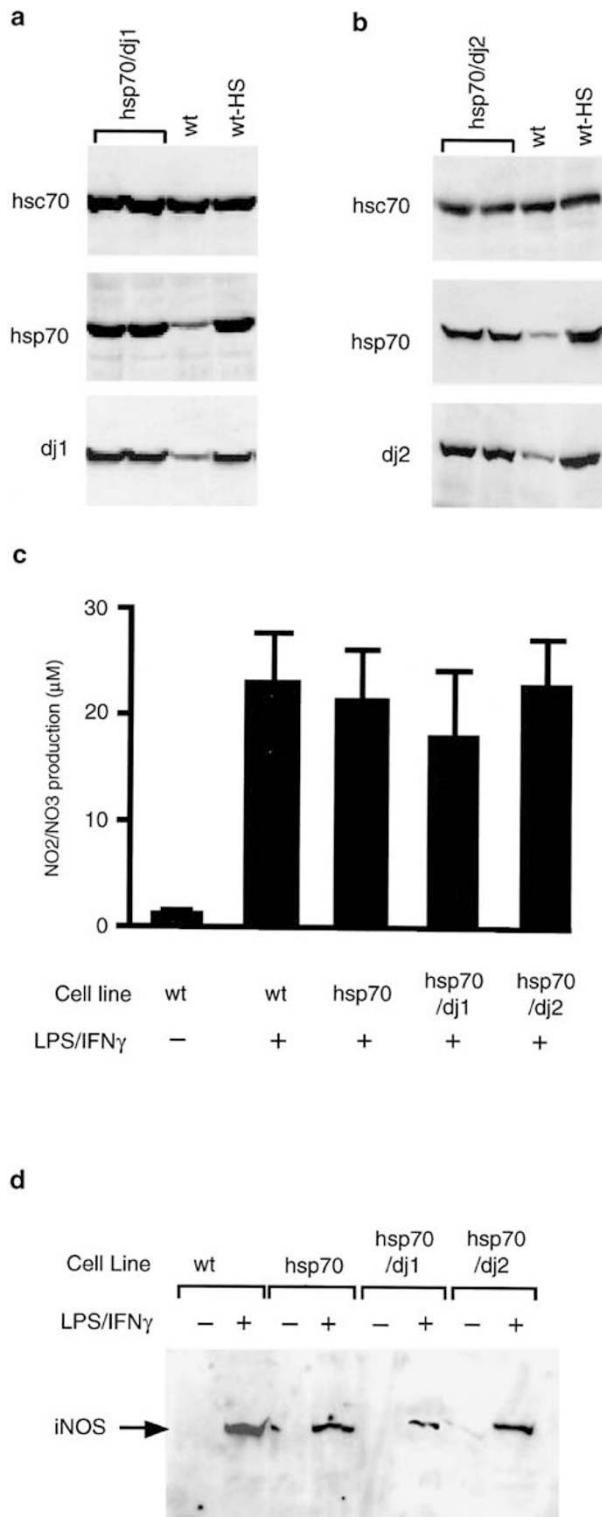 a
hsp70/dj1
wt
wt-HS
hsc70
hsp70
dj1
b
hsp70/dj2
wt
wt-HS
hsc70
hsp70
dj2
c
NO2/NO3 production (μM)
30
20
10
0
Cell line wt wt hsp70 hsp70/dj1 hsp70/dj2
LPS/IFNγ − + + + +
d
Cell Line wt hsp70 hsp70/dj1 hsp70/dj2
LPS/IFNγ − + − + − + − +
iNOS